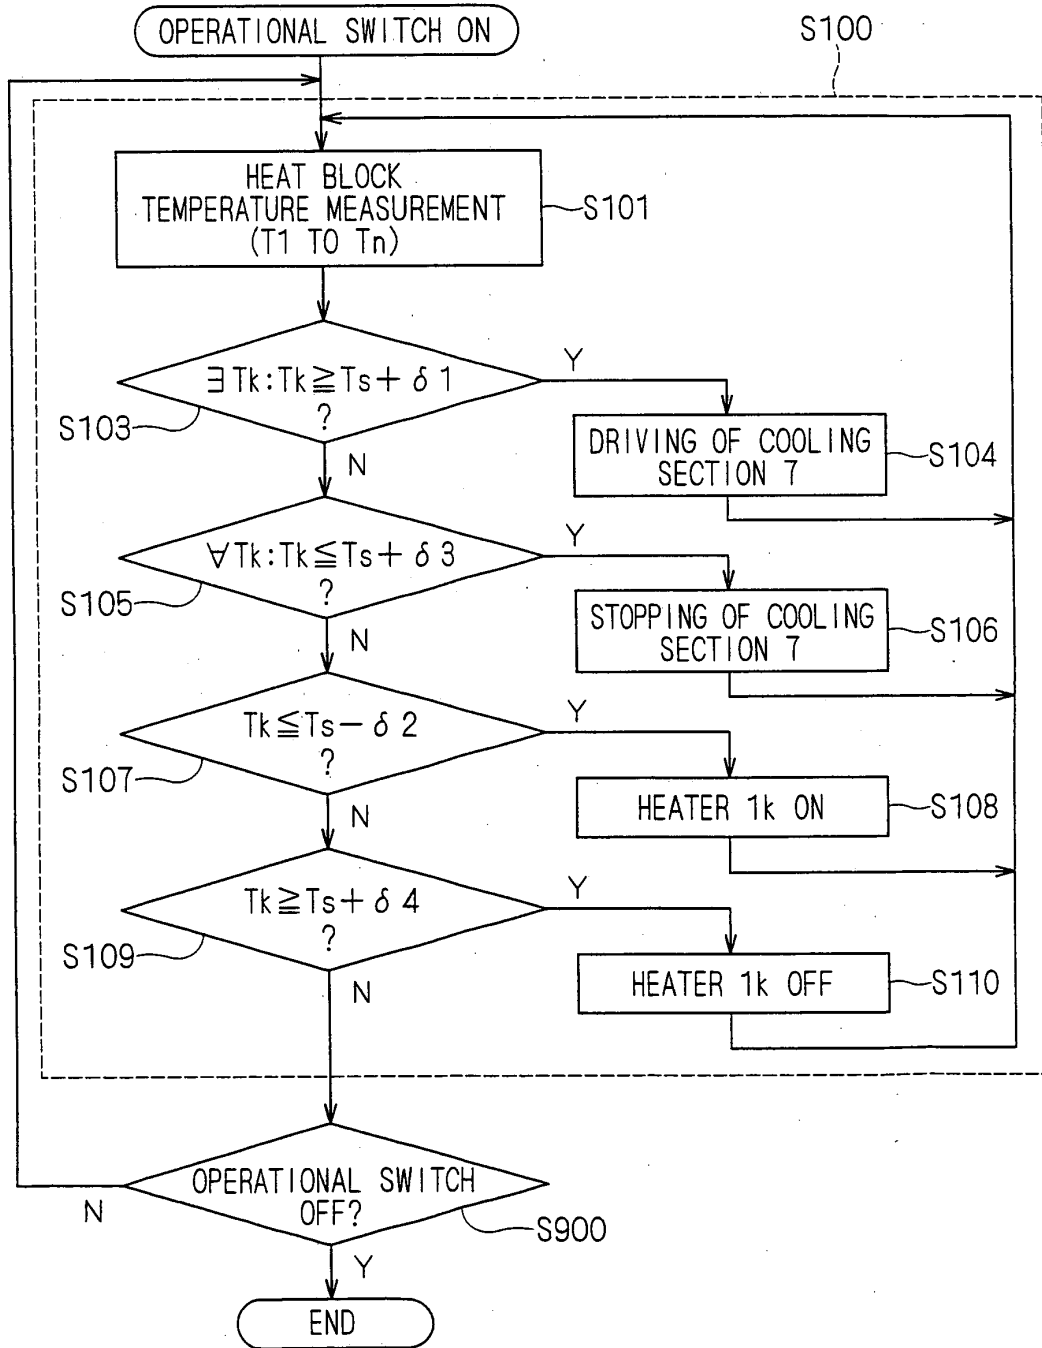 OPERATIONAL SWITCH ON
S100
HEAT BLOCK
TEMPERATURE MEASUREMENT
(T1 TO Tn)
S101
∃Tk:Tk≧Ts+δ1
?
S103
Y
N
DRIVING OF COOLING
SECTION 7
S104
∀Tk:Tk≦Ts+δ3
?
S105
Y
N
STOPPING OF COOLING
SECTION 7
S106
Tk≦Ts−δ2
?
S107
Y
N
HEATER 1k ON
S108
Tk≧Ts+δ4
?
S109
Y
N
HEATER 1k OFF
S110
OPERATIONAL SWITCH
OFF?
N
S900
Y
END